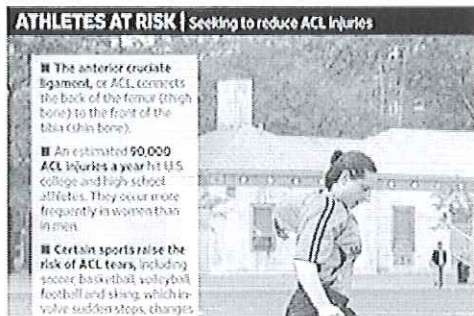 ATHLETES AT RISK | Seeking to reduce ACL injuries
■ The anterior cruciate
ligament, or ACL, connects
the back of the femur (thigh
bone) to the front of the
tibia (shin bone).
■ An estimated 90,000
ACL injuries a year hit U.S.
college and high school
athletes. They occur more
frequently in women than
in men.
■ Certain sports raise the
risk of ACL tears, including
soccer, basketball, volleyball,
football and skiing, which in-
volve sudden stops, changes